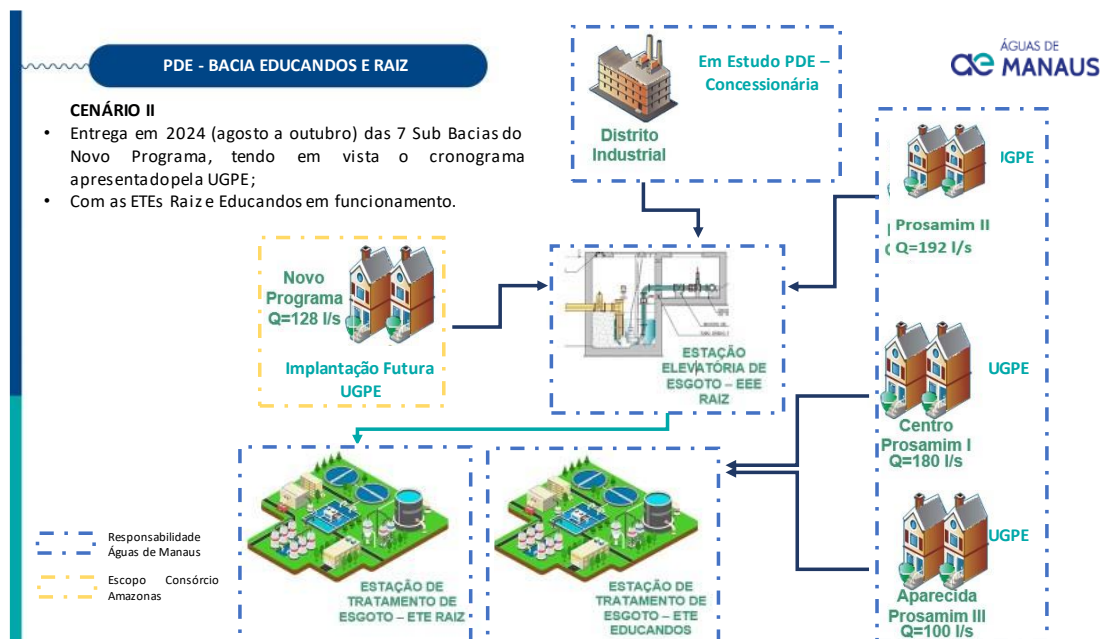 PDE - BACIA EDUCANDOS E RAIZ
ÁGUAS DE
MANAUS
CENÁRIO II
• Entrega em 2024 (agosto a outubro) das 7 Sub Bacias do
Novo Programa, tendo em vista o cronograma
apresentadopela UGPE;
• Com as ETEs Raiz e Educandos em funcionamento.
Em Estudo PDE –
Concessionária
Distrito
Industrial
UGPE
Prosamim II
Q=192 l/s
Novo
Programa
Q=128 l/s
Implantação Futura
UGPE
ESTAÇÃO
ELEVATÓRIA DE
ESGOTO – EEE
RAIZ
UGPE
Centro
Prosamim I
Q=180 l/s
UGPE
Aparecida
Prosamim III
Q=100 l/s
ESTAÇÃO DE
TRATAMENTO DE
ESGOTO – ETE RAIZ
ESTAÇÃO DE
TRATAMENTO DE
ESGOTO – ETE
EDUCANDOS
Responsabilidade
Águas de Manaus
Escopo Consórcio
Amazonas